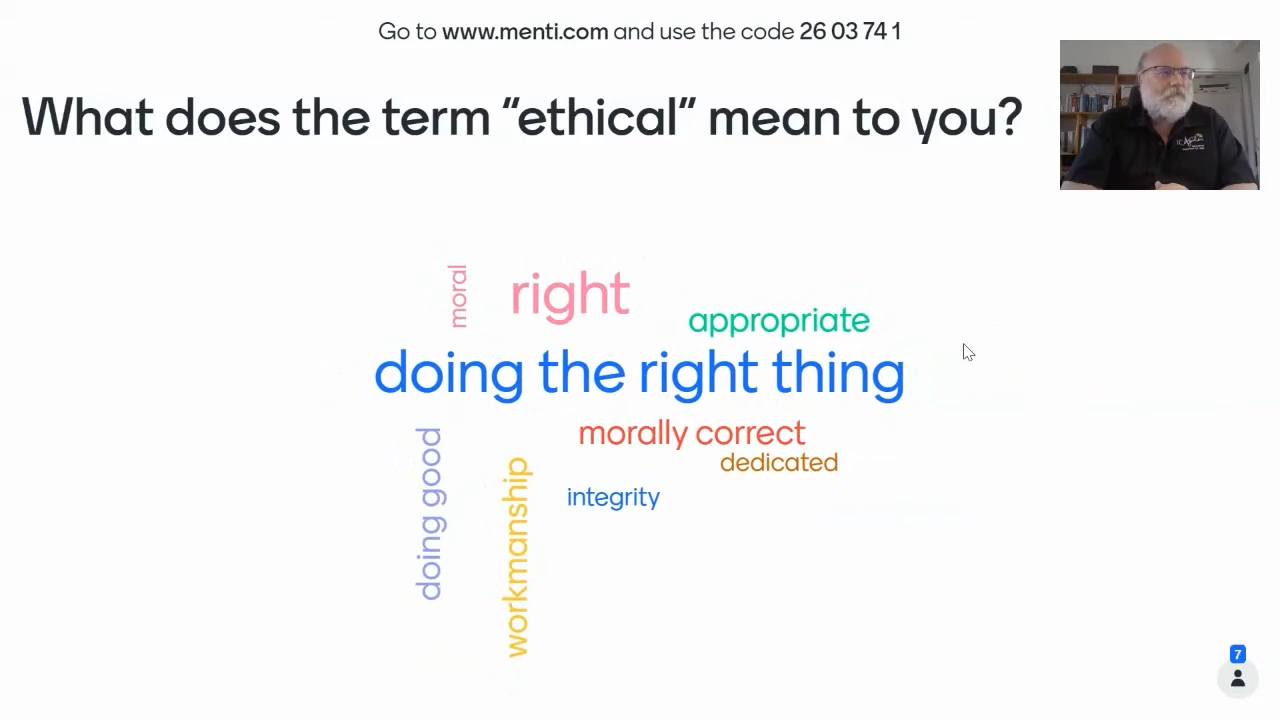 Go to www.menti.com and use the code 26 03 74 1
What does the term “ethical” mean to you?
moral
right
appropriate
doing the right thing
morally correct
dedicated
doing good
workmanship
integrity
7